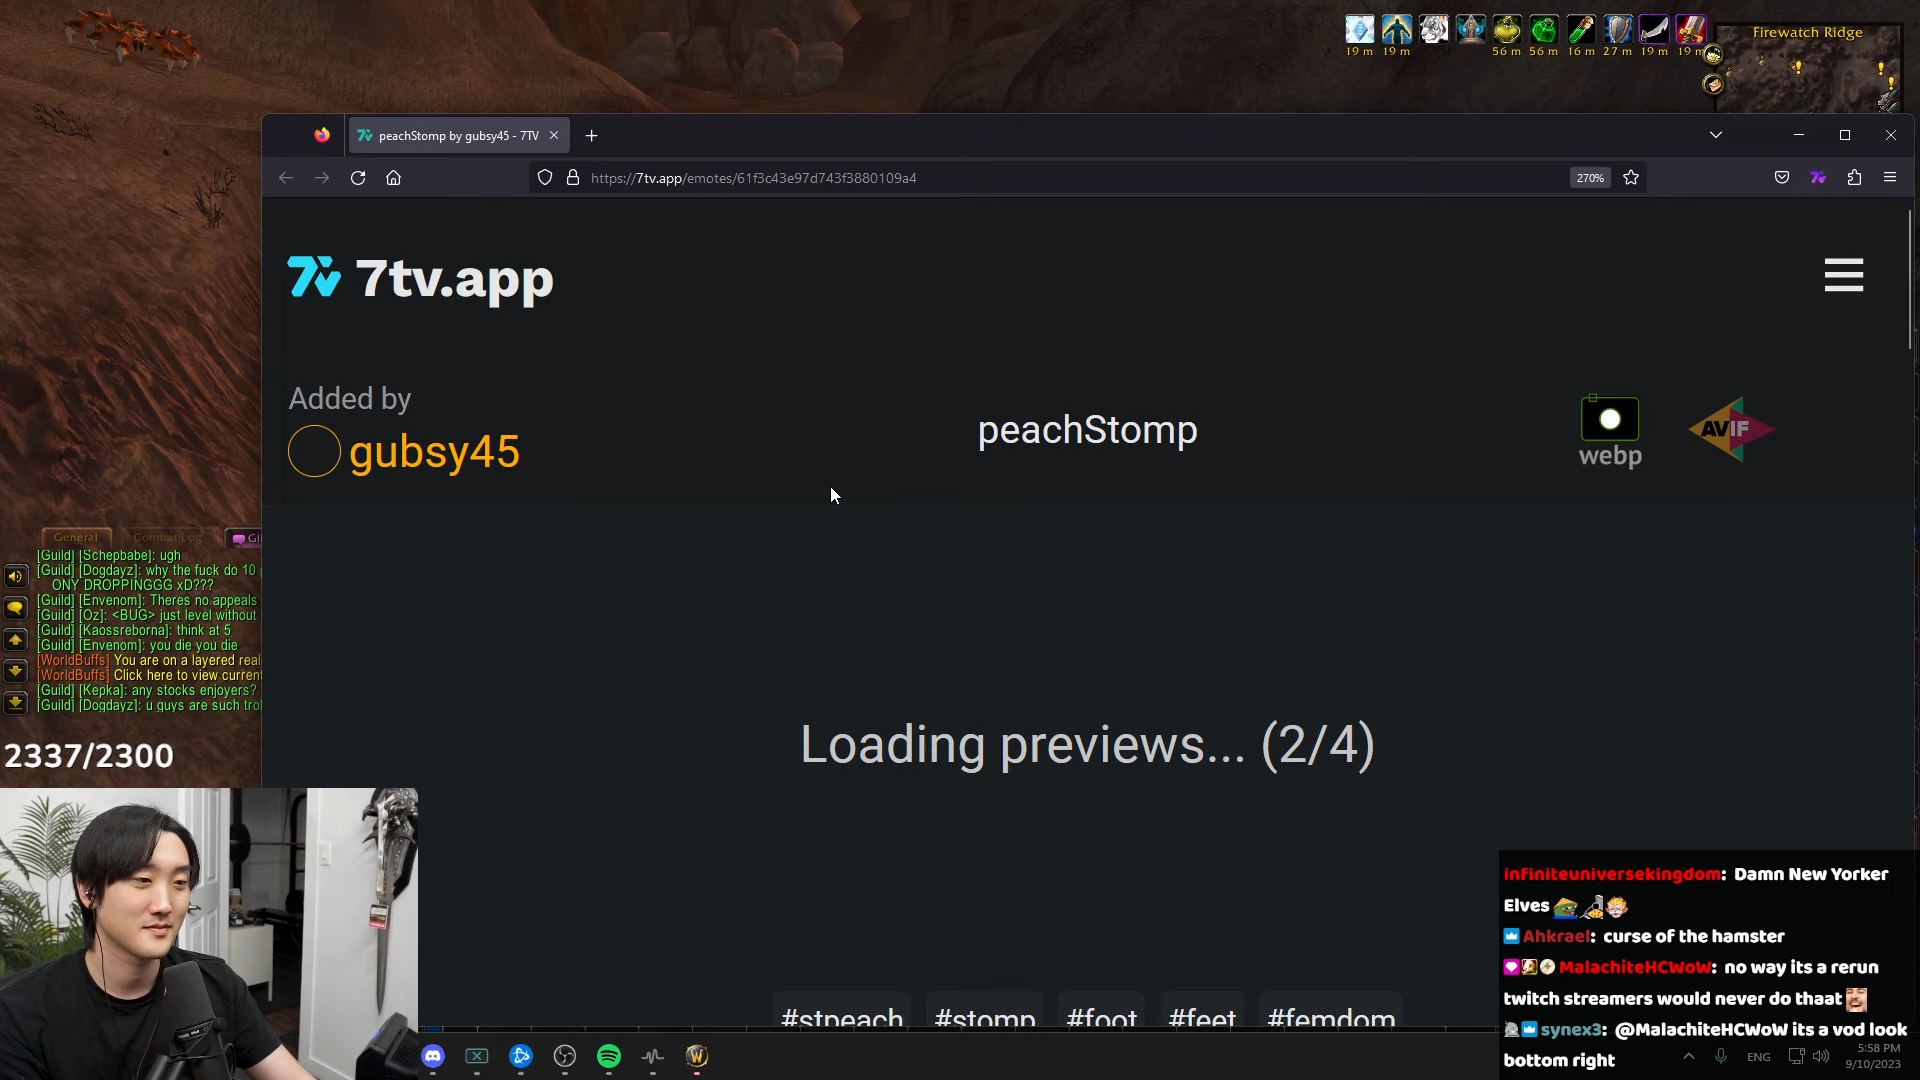 19 m 19 m 56 m 56 m 16 m 27 m 19 m 19 m
Firewatch Ridge
peachStomp by gubsy45 - 7TV
https://7tv.app/emotes/61f3c43e97d743f3880109a4
270%
7tv.app
Added by
gubsy45
peachStomp
webp
AVIF
Loading previews... (2/4)
#stpeach #stomp #foot #feet #femdom
General Combat Log
[Guild] [Schepbabe]: ugh
[Guild] [Dogdayz]: why the fuck do 10
ONY DROPPINGGG xD???
[Guild] [Envenom]: Theres no appeals
[Guild] [Oz]: <BUG> just level without
[Guild] [Kaossreborna]: think at 5
[Guild] [Envenom]: you die you die
[WorldBuffs] You are on a layered real
[WorldBuffs] Click here to view current
[Guild] [Kepka]: any stocks enjoyers?
[Guild] [Dogdayz]: u guys are such trol
2337/2300
infiniteuniversekingdom: Damn New Yorker
Elves
Ahkrael: curse of the hamster
MalachiteHCWoW: no way its a rerun
twitch streamers would never do thaat
synex3: @MalachiteHCWoW its a vod look
bottom right
ENG
5:58 PM
9/10/2023